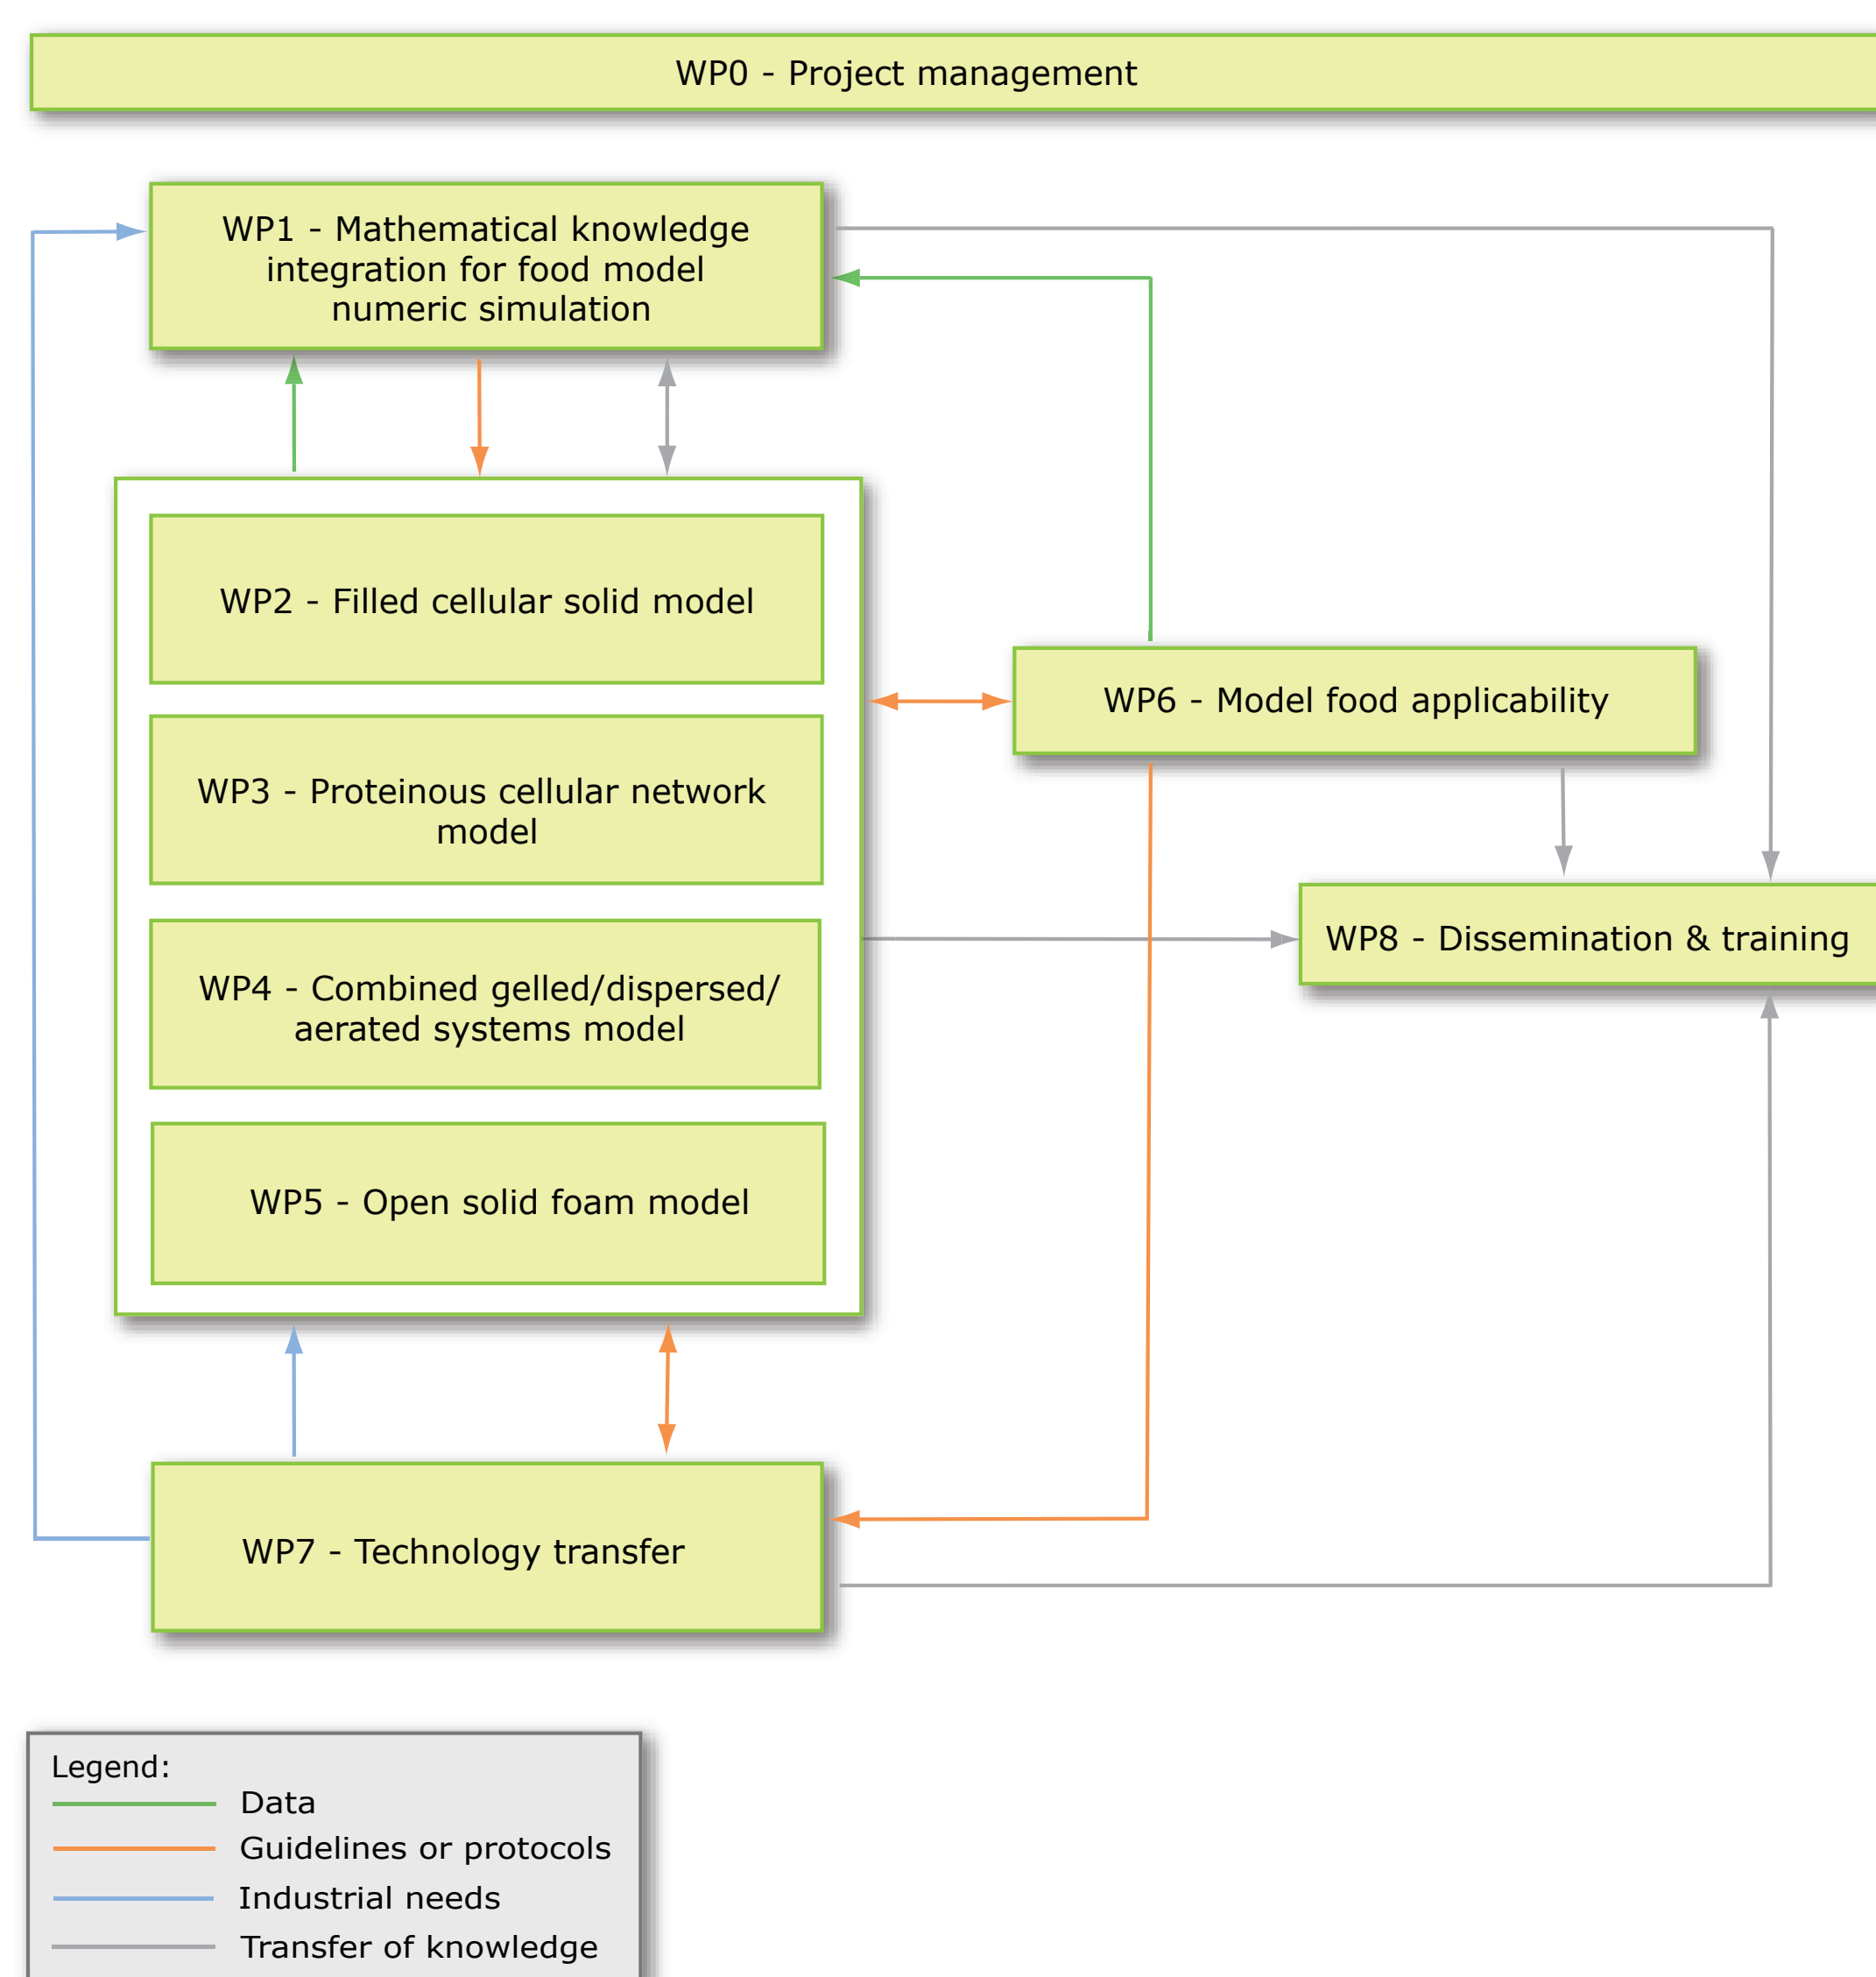 WP0 - Project management
WP1 - Mathematical knowledge
integration for food model
numeric simulation
WP2 - Filled cellular solid model
WP3 - Proteinous cellular network
model
WP4 - Combined gelled/dispersed/
aerated systems model
WP5 - Open solid foam model
WP6 - Model food applicability
WP8 - Dissemination & training
WP7 - Technology transfer
Legend:
Data
Guidelines or protocols
Industrial needs
Transfer of knowledge